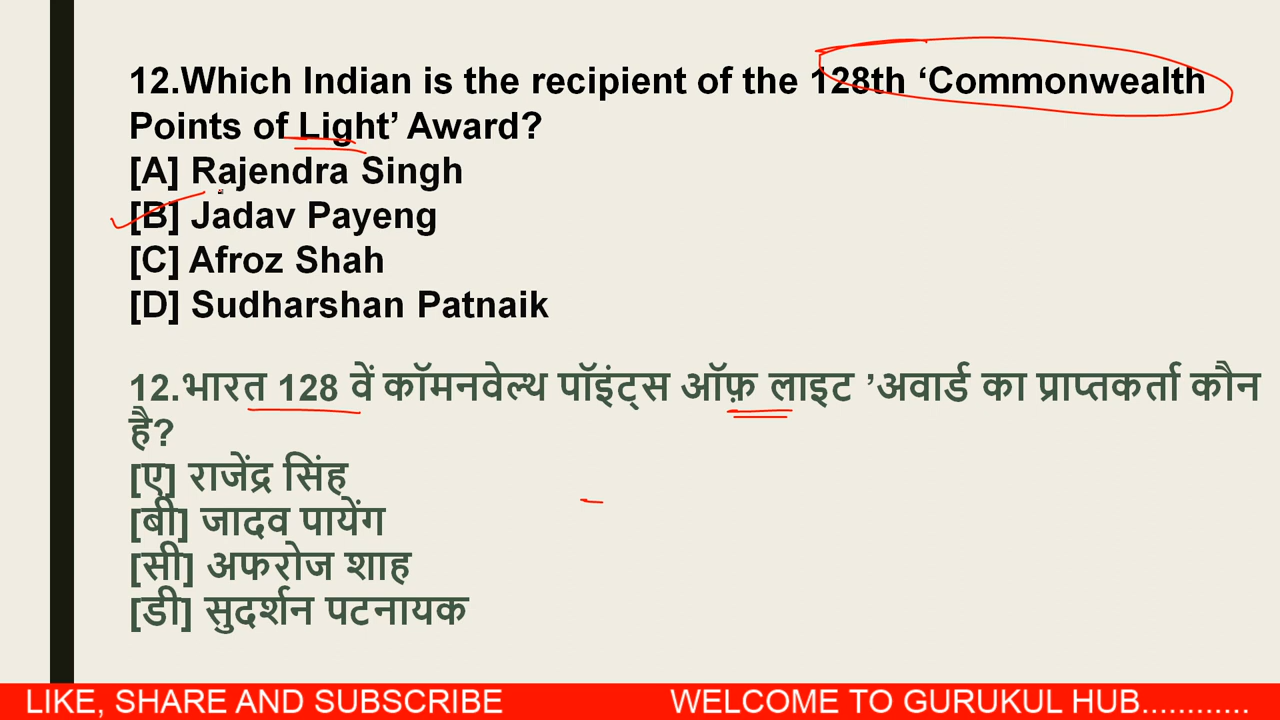 12.Which Indian is the recipient of the 128th ‘Commonwealth
Points of Light’ Award?
[A] Rajendra Singh
[B] Jadav Payeng
[C] Afroz Shah
[D] Sudharshan Patnaik
12.भारत 128 वें कॉमनवेल्थ पॉइंट्स ऑफ़ लाइट ’अवार्ड का प्राप्तकर्ता कौन
है?
[ए] राजेंद्र सिंह
[बी] जादव पायेंग
[सी] अफरोज शाह
[डी] सुदर्शन पटनायक
LIKE, SHARE AND SUBSCRIBE WELCOME TO GURUKUL HUB............